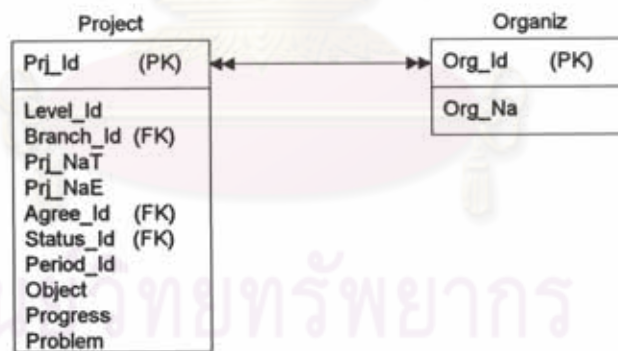 Project
Prj_Id (PK)
Level_Id
Branch_Id (FK)
Prj_NaT
Prj_NaE
Agree_Id (FK)
Status_Id (FK)
Period_Id
Object
Progress
Problem
Organiz
Org_Id (PK)
Org_Na
วิทยทรัพยากร